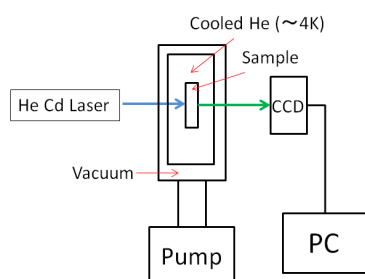 Cooled He (～4K)
Sample
He Cd Laser
CCD
Vacuum
Pump
PC